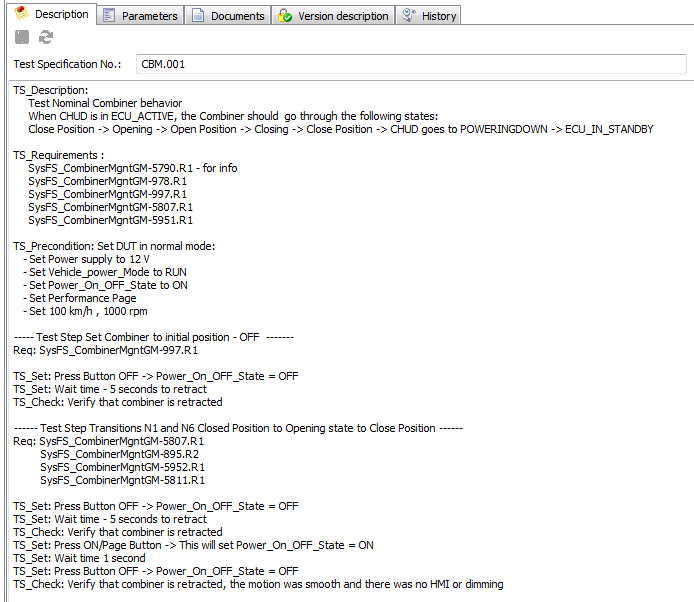 Description Parameters Documents Version description History
Test Specification No.: CBM.001
TS_Description:
Test Nominal Combiner behavior
When CHUD is in ECU_ACTIVE, the Combiner should go through the following states:
Close Position -> Opening -> Open Position -> Closing -> Close Position -> CHUD goes to POWERINGDOWN -> ECU_IN_STANDBY
TS_Requirements :
SysFS_CombinerMgntGM-5790.R1 - for info
SysFS_CombinerMgntGM-978.R1
SysFS_CombinerMgntGM-997.R1
SysFS_CombinerMgntGM-5807.R1
SysFS_CombinerMgntGM-5951.R1
TS_Precondition: Set DUT in normal mode:
- Set Power supply to 12 V
- Set Vehicle_power_Mode to RUN
- Set Power_On_OFF_State to ON
- Set Performance Page
- Set 100 km/h , 1000 rpm
----- Test Step Set Combiner to initial position - OFF -------
Req: SysFS_CombinerMgntGM-997.R1
TS_Set: Press Button OFF -> Power_On_OFF_State = OFF
TS_Set: Wait time - 5 seconds to retract
TS_Check: Verify that combiner is retracted
------ Test Step Transitions N1 and N6 Closed Position to Opening state to Close Position ------
Req: SysFS_CombinerMgntGM-5807.R1
SysFS_CombinerMgntGM-895.R2
SysFS_CombinerMgntGM-5952.R1
SysFS_CombinerMgntGM-5811.R1
TS_Set: Press Button OFF -> Power_On_OFF_State = OFF
TS_Set: Wait time - 5 seconds to retract
TS_Check: Verify that combiner is retracted
TS_Set: Press ON/Page Button -> This will set Power_On_OFF_State = ON
TS_Set: Wait time 1 second
TS_Set: Press Button OFF -> Power_On_OFF_State = OFF
TS_Check: Verify that combiner is retracted, the motion was smooth and there was no HMI or dimming